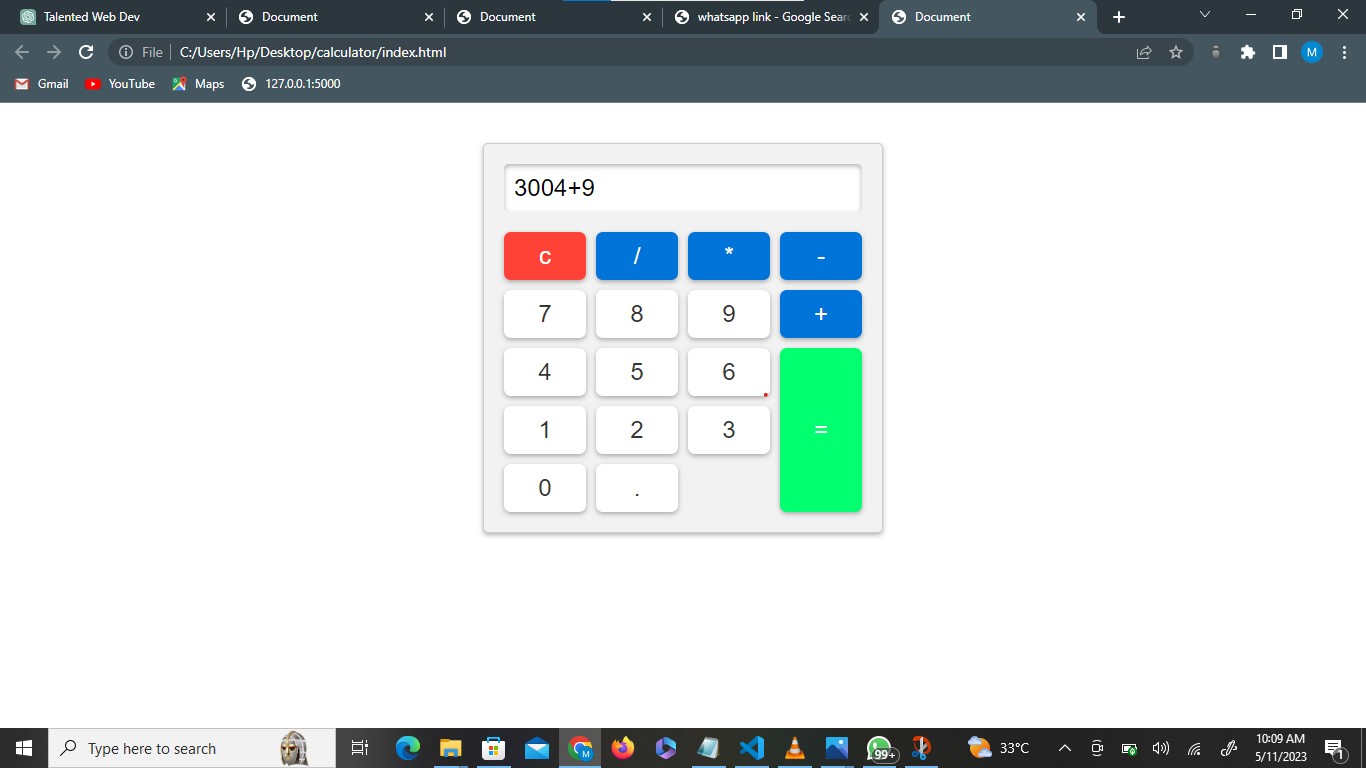 Talented Web Dev
Document
Document
whatsapp link - Google Sear
Document
File
C:/Users/Hp/Desktop/calculator/index.html
M
Gmail
YouTube
Maps
127.0.0.1:5000
3004+9
c / * -
7 8 9 +
4 5 6
1 2 3 =
0 .
Type here to search
M
99+
33°C
10:09 AM
5/11/2023
1